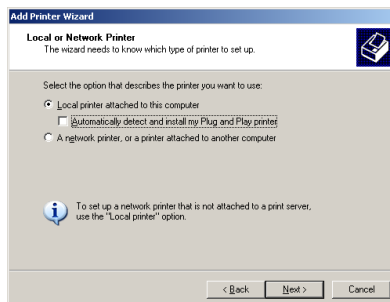 Add Printer Wizard
Local or Network Printer
The wizard needs to know which type of printer to set up.
Select the option that describes the printer you want to use:
Local printer attached to this computer
Automatically detect and install my Plug and Play printer
A network printer, or a printer attached to another computer
To set up a network printer that is not attached to a print server,
use the "Local printer" option.
< Back Next > Cancel